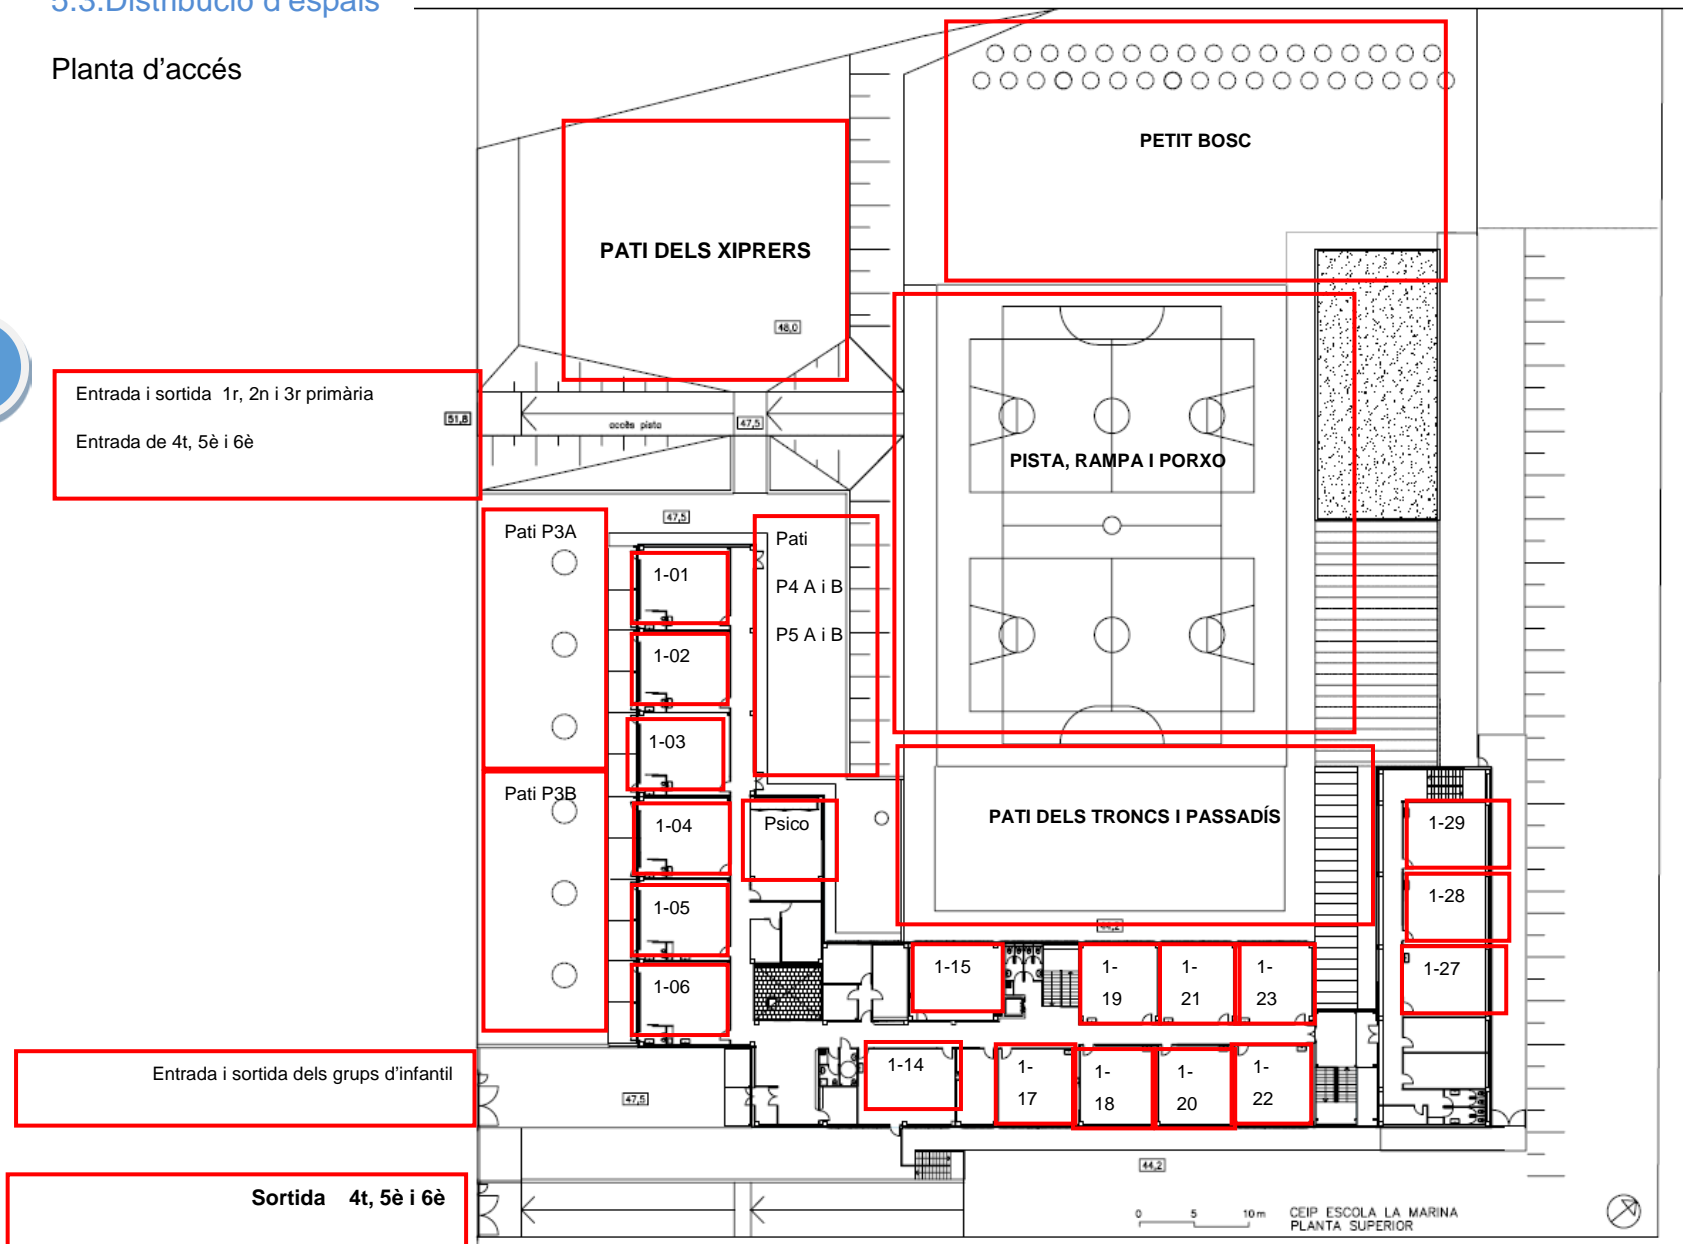 5.3.Distribució d'espais
Planta d'accés
PETIT BOSC
PATI DELS XIPRERS
48,0
Entrada i sortida 1r, 2n i 3r primària
Entrada de 4t, 5è i 6è
51,8
accès pista
47,5
PISTA, RAMPA I PORXO
47,5
Pati P3A
Pati
P4 A i B
P5 A i B
1-01
1-02
1-03
Pati P3B
1-04
Psico
PATI DELS TRONCS I PASSADÍS
1-29
1-28
1-05
44,2
1-27
1-06
1-15
1-
19
1-
21
1-
23
Entrada i sortida dels grups d'infantil
47,5
1-14
1-
17
1-
18
1-
20
1-
22
44,2
Sortida 4t, 5è i 6è
0 5 10m
CEIP ESCOLA LA MARINA
PLANTA SUPERIOR